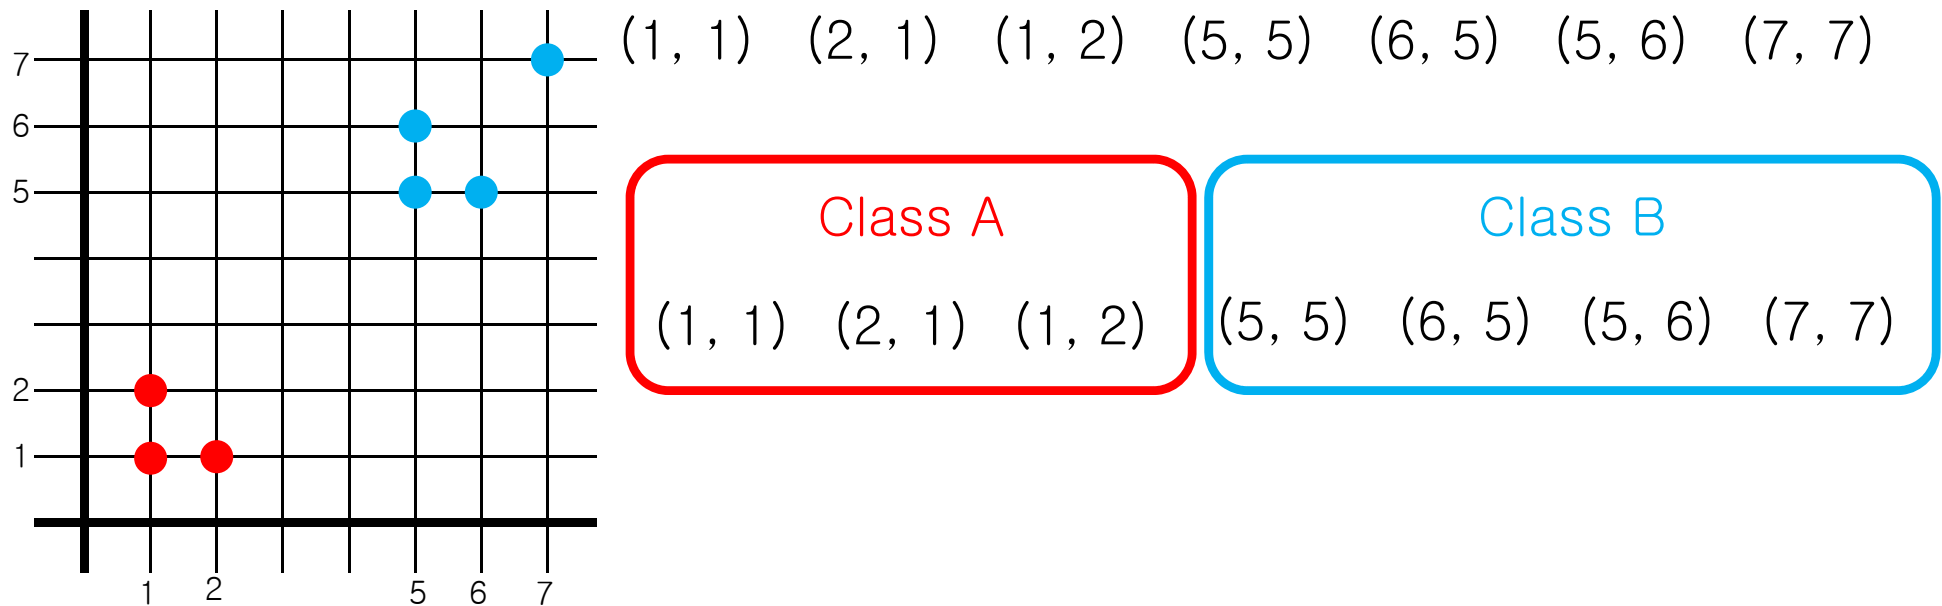 7
6
5
2
1
1 2 5 6 7
(1, 1) (2, 1) (1, 2) (5, 5) (6, 5) (5, 6) (7, 7)
Class A
(1, 1) (2, 1) (1, 2)
Class B
(5, 5) (6, 5) (5, 6) (7, 7)